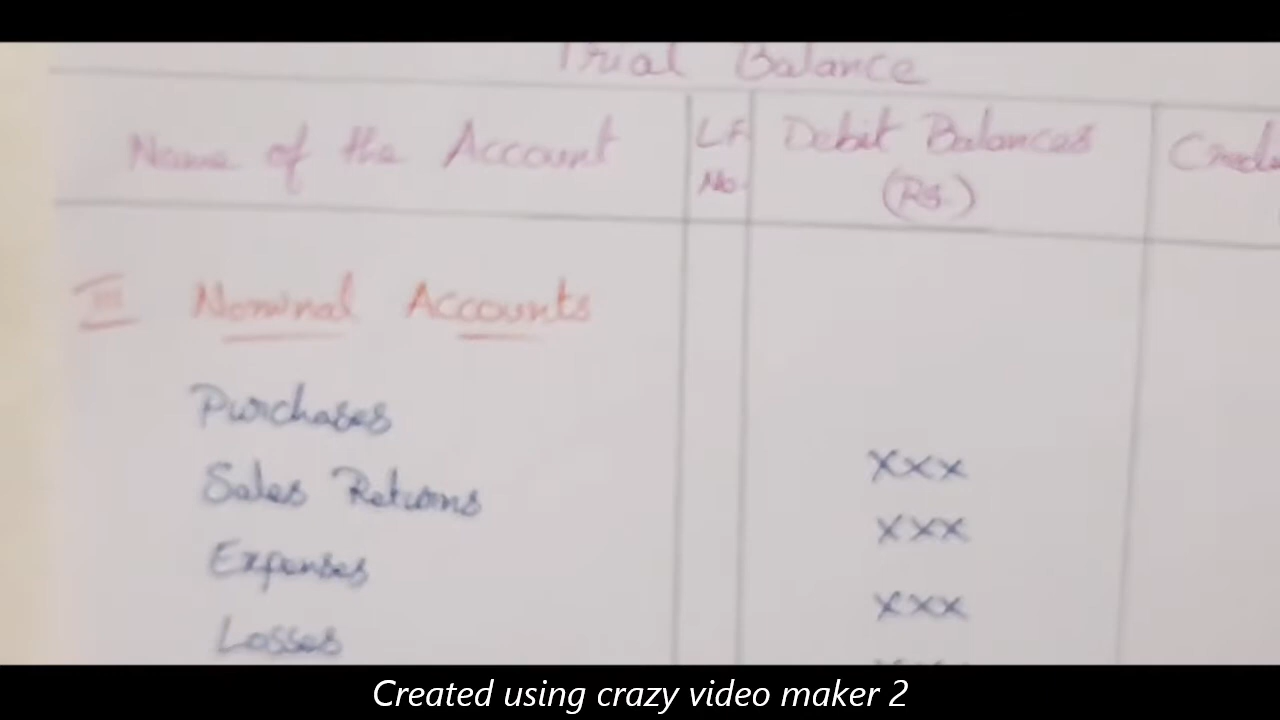 Trial Balance
Name of the Account L.F. No. Debit Balances (Rs.)
III Nominal Accounts
Purchases xxx
Sales Returns xxx
Expenses xxx
Losses
Created using crazy video maker 2